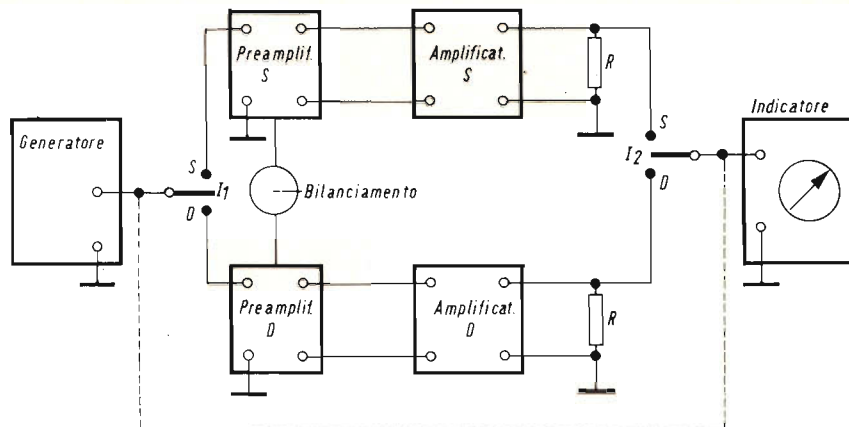 Preamplif.
S
Amplificat.
S
R
Generatore
S
I1
D
Bilanciamento
S
I2
D
Indicatore
Preamplif.
D
Amplificat.
D
R